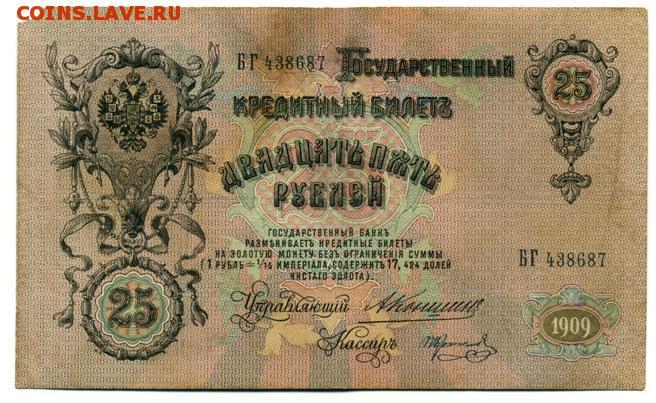 COINS.LAVE.РУ
БГ 438687 Государственный 25
кредитный билетъ
Двадцать пять
рублей
Государственный банкъ
размѣниваетъ кредитные билеты
на золотую монету безъ ограниченія суммы
(1 рубль = 1/15 имперіала, содержитъ 17,424 долей
чистаго золота).
БГ 438687
25
Управляющій
Кассиръ
1909